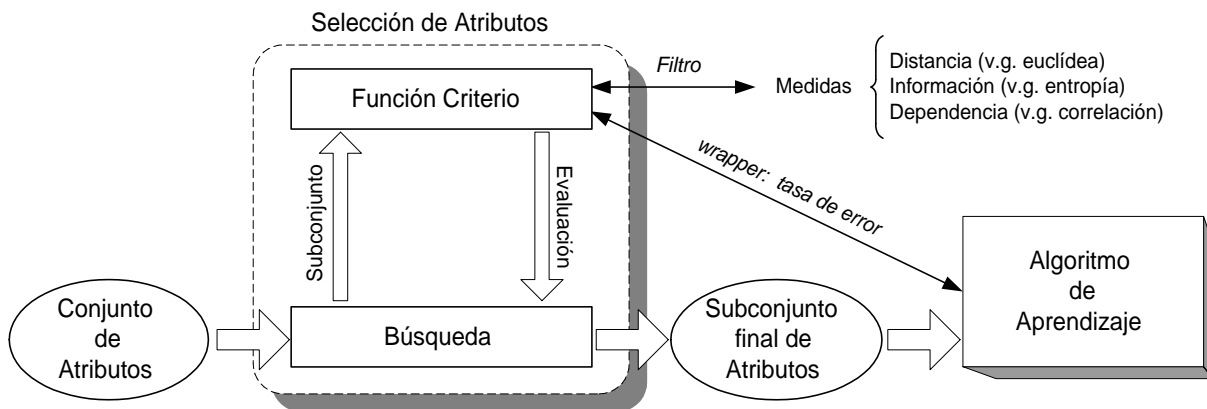 Selección de Atributos
Función Criterio
Filtro
Medidas
Distancia (v.g. euclídea)
Información (v.g. entropía)
Dependencia (v.g. correlación)
Subconjunto
Evaluación
wrapper: tasa de error
Conjunto
de
Atributos
Búsqueda
Subconjunto
final de
Atributos
Algoritmo
de
Aprendizaje